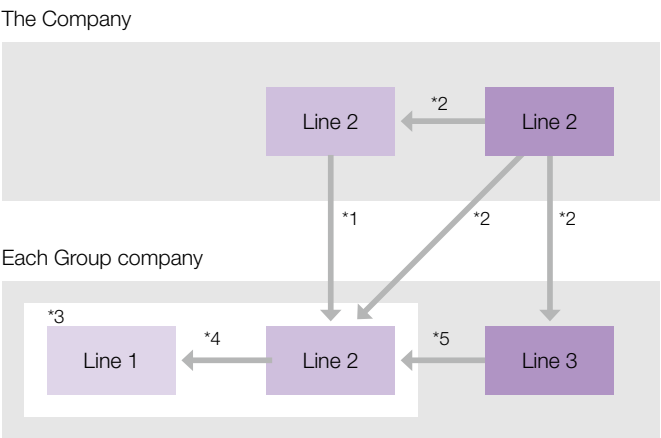 The Company
*2
Line 2
Line 2
*1
*2
*2
Each Group company
*3
*4
*5
Line 1
Line 2
Line 3